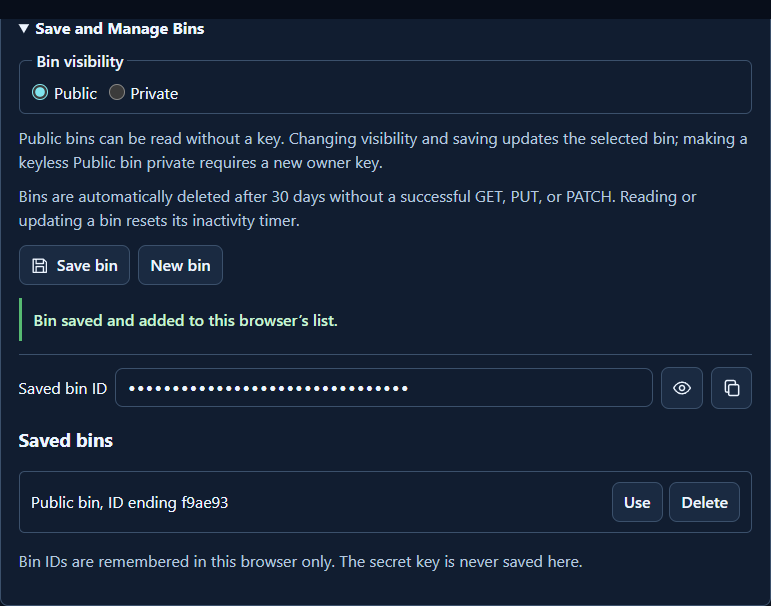 Save and Manage Bins
Bin visibility
Public Private
Public bins can be read without a key. Changing visibility and saving updates the selected bin; making a
keyless Public bin private requires a new owner key.
Bins are automatically deleted after 30 days without a successful GET, PUT, or PATCH. Reading or
updating a bin resets its inactivity timer.
Save bin New bin
Bin saved and added to this browser’s list.
Saved bin ID ••••••••••••••••••••••••••••••••
Saved bins
Public bin, ID ending f9ae93 Use Delete
Bin IDs are remembered in this browser only. The secret key is never saved here.